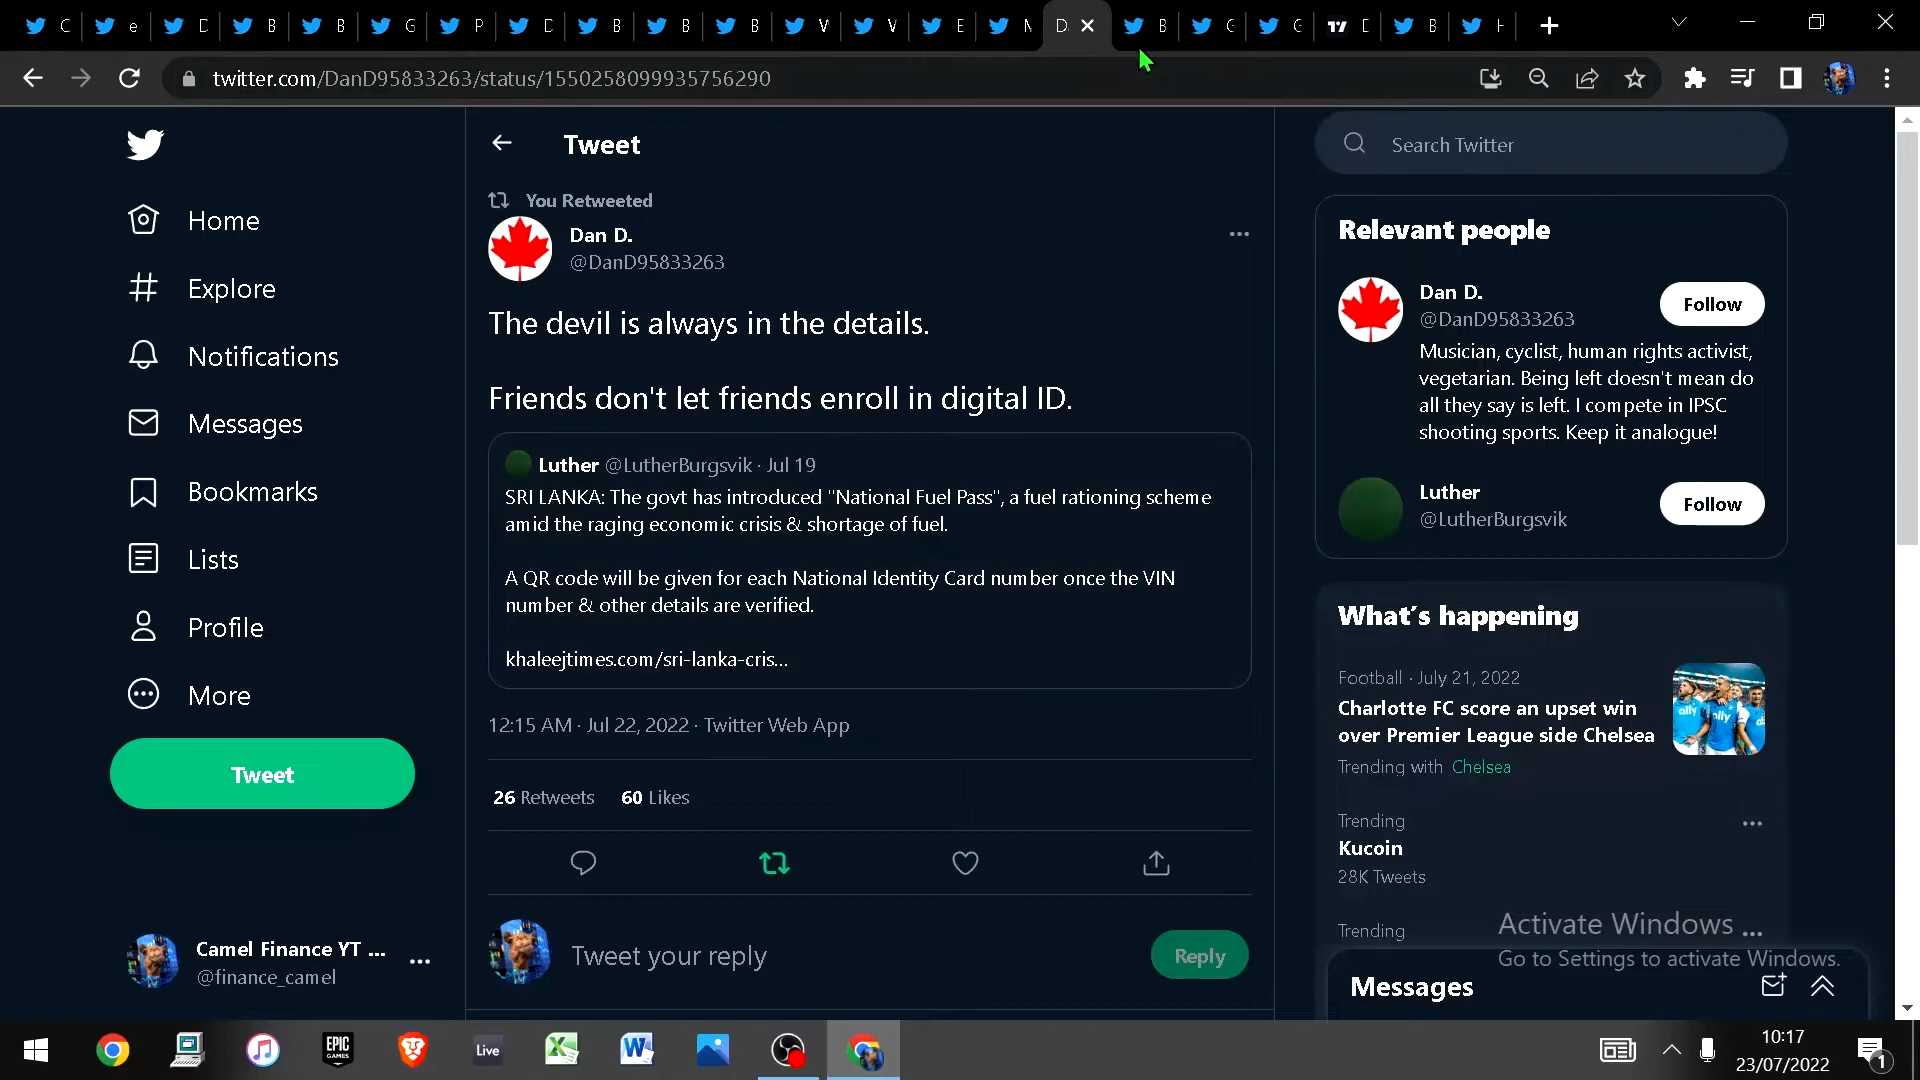 C
e
D
B
B
G
P
D
B
B
B
V
V
E
N
D
B
C
C
D
B
F
twitter.com/DanD95833263/status/1550258099935756290
Tweet
Search Twitter
You Retweeted
Dan D.
@DanD95833263
The devil is always in the details.
Friends don't let friends enroll in digital ID.
Luther @LutherBurgsvik · Jul 19
SRI LANKA: The govt has introduced "National Fuel Pass", a fuel rationing scheme
amid the raging economic crisis & shortage of fuel.
A QR code will be given for each National Identity Card number once the VIN
number & other details are verified.
khaleejtimes.com/sri-lanka-cris...
12:15 AM · Jul 22, 2022 · Twitter Web App
26 Retweets 60 Likes
Tweet your reply
Reply
Home
Explore
Notifications
Messages
Bookmarks
Lists
Profile
More
Tweet
Camel Finance YT ...
@finance_camel
Relevant people
Dan D.
@DanD95833263
Follow
Musician, cyclist, human rights activist,
vegetarian. Being left doesn't mean do
all they say is left. I compete in IPSC
shooting sports. Keep it analogue!
Luther
@LutherBurgsvik
Follow
What's happening
Football · July 21, 2022
Charlotte FC score an upset win
over Premier League side Chelsea
Trending with Chelsea
ally
ally
Trending
Kucoin
28K Tweets
Trending
Activate Windows ...
Go to Settings to activate Windows.
Messages
EPIC
GAMES
Live
10:17
23/07/2022
1